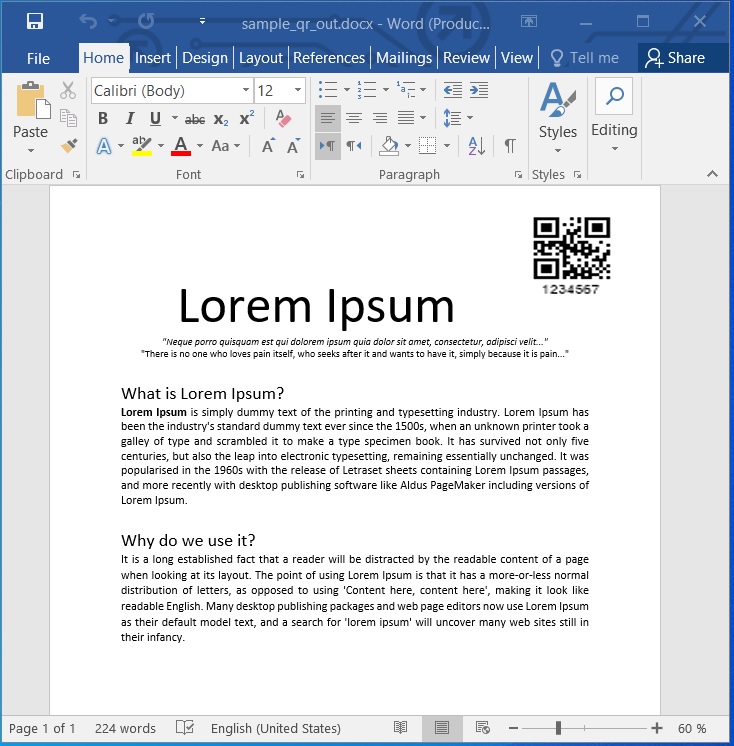 sample_qr_out.docx - Word (Produc...
File Home Insert Design Layout References Mailings Review View Tell me Share
Calibri (Body) 12
Paste Styles Editing
B I U abc x₂ x²
A ab A Aa A A A Z
Clipboard Font Paragraph Styles
1234567
Lorem Ipsum
"Neque porro quisquam est qui dolorem ipsum quia dolor sit amet, consectetur, adipisci velit..."
"There is no one who loves pain itself, who seeks after it and wants to have it, simply because it is pain..."
What is Lorem Ipsum?
Lorem Ipsum is simply dummy text of the printing and typesetting industry. Lorem Ipsum has
been the industry's standard dummy text ever since the 1500s, when an unknown printer took a
galley of type and scrambled it to make a type specimen book. It has survived not only five
centuries, but also the leap into electronic typesetting, remaining essentially unchanged. It was
popularised in the 1960s with the release of Letraset sheets containing Lorem Ipsum passages,
and more recently with desktop publishing software like Aldus PageMaker including versions of
Lorem Ipsum.
Why do we use it?
It is a long established fact that a reader will be distracted by the readable content of a page
when looking at its layout. The point of using Lorem Ipsum is that it has a more-or-less normal
distribution of letters, as opposed to using 'Content here, content here', making it look like
readable English. Many desktop publishing packages and web page editors now use Lorem Ipsum
as their default model text, and a search for 'lorem ipsum' will uncover many web sites still in
their infancy.
Page 1 of 1 224 words English (United States) 60 %